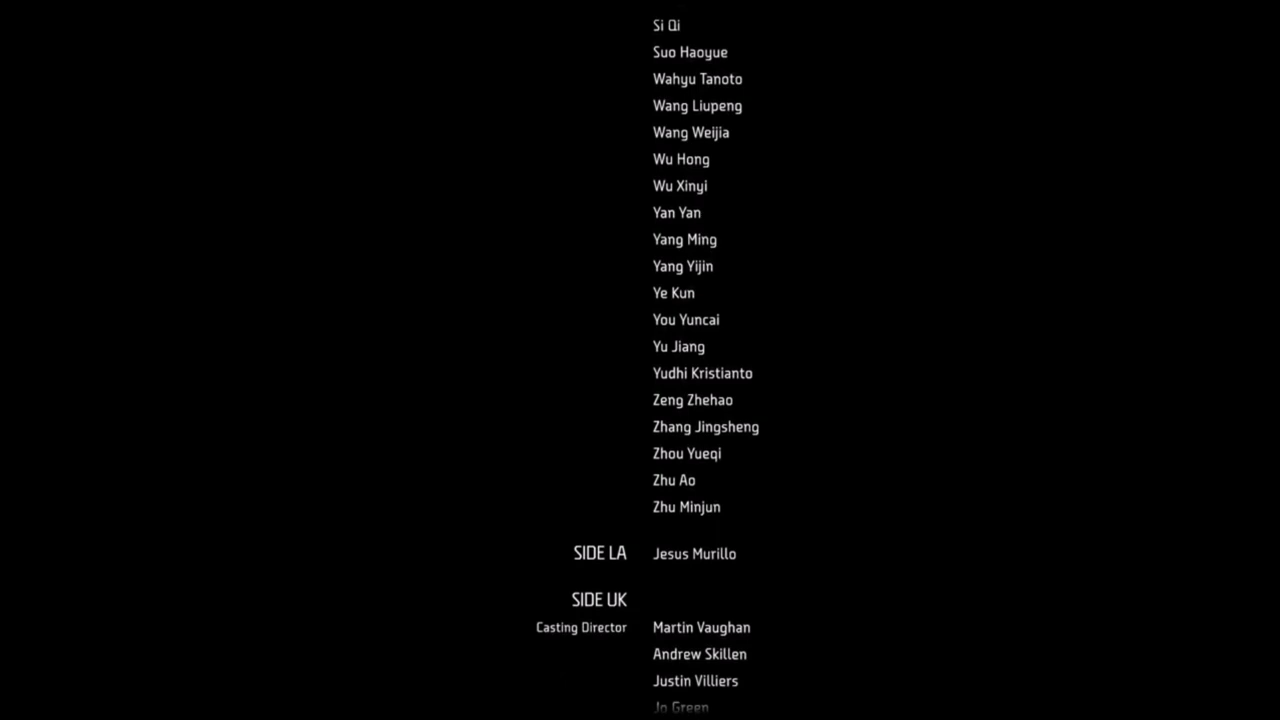 Si Qi
Suo Haoyue
Wahyu Tanoto
Wang Liupeng
Wang Weijia
Wu Hong
Wu Xinyi
Yan Yan
Yang Ming
Yang Yijin
Ye Kun
You Yuncai
Yu Jiang
Yudhi Kristianto
Zeng Zhehao
Zhang Jingsheng
Zhou Yueqi
Zhu Ao
Zhu Minjun
SIDE LA Jesus Murillo
SIDE UK
Casting Director Martin Vaughan
Andrew Skillen
Justin Villiers
Jo Green